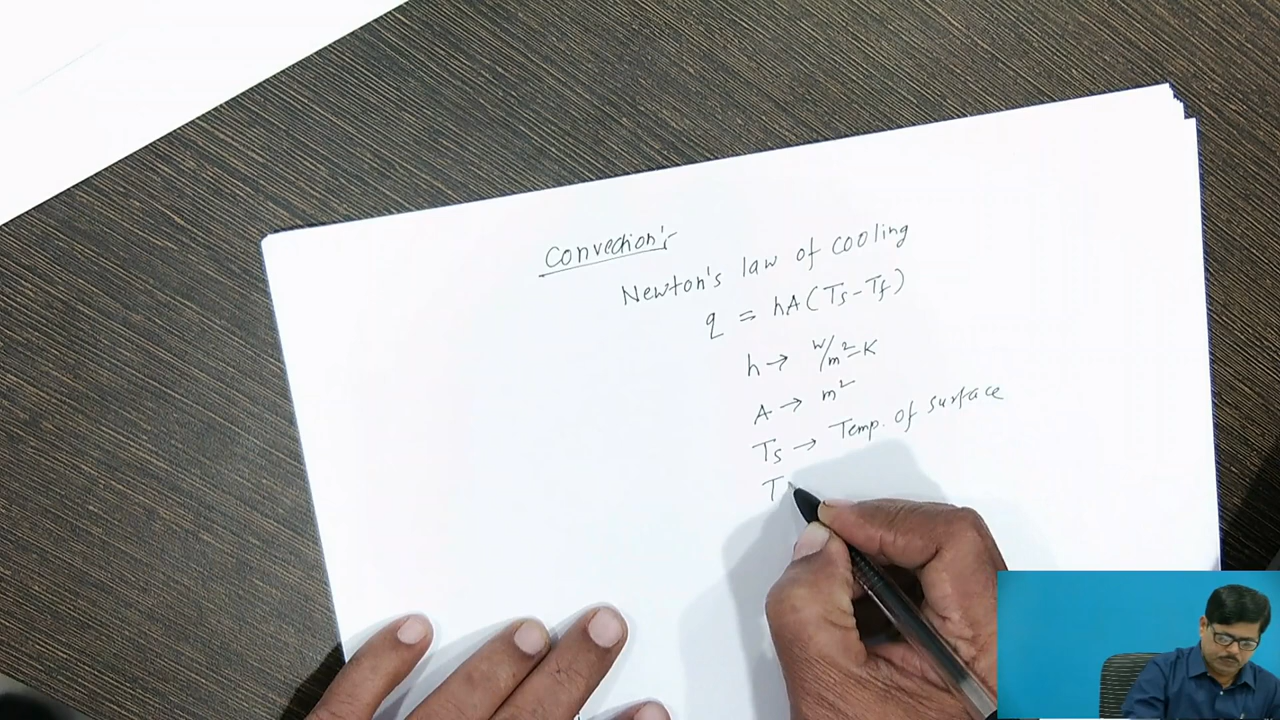 Convection:-
Newton's law of cooling
q = hA(Ts - Tf)
h → W/m²-K
A → m²
Ts → Temp. of surface
T